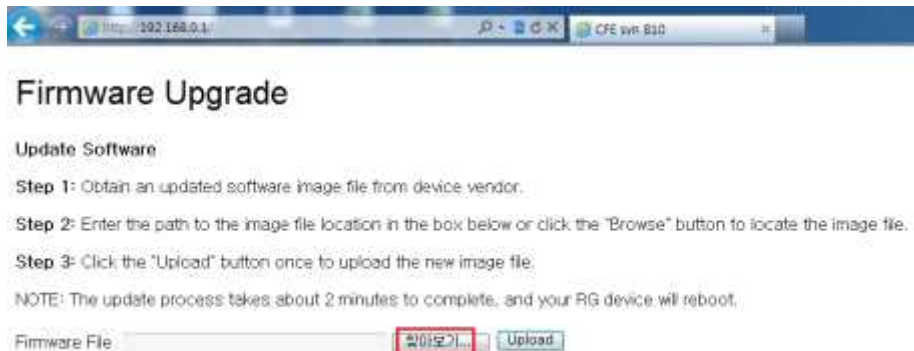 http://192.168.0.1/
CFE svn 810
Firmware Upgrade
Update Software
Step 1: Obtain an updated software image file from device vendor.
Step 2: Enter the path to the image file location in the box below or click the "Browse" button to locate the image file.
Step 3: Click the "Upload" button once to upload the new image file.
NOTE: The update process takes about 2 minutes to complete, and your RG device will reboot.
Firmware File 찾아보기... Upload